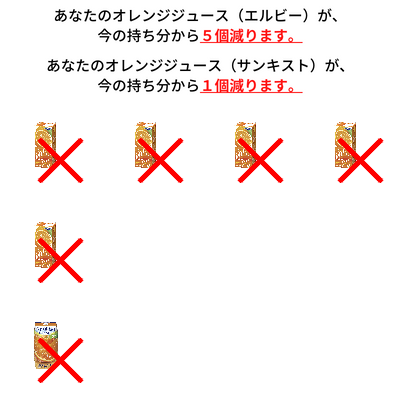 あなたのオレンジジュース（エルビー）が、
今の持ち分から５個減ります。
あなたのオレンジジュース（サンキスト）が、
今の持ち分から１個減ります。